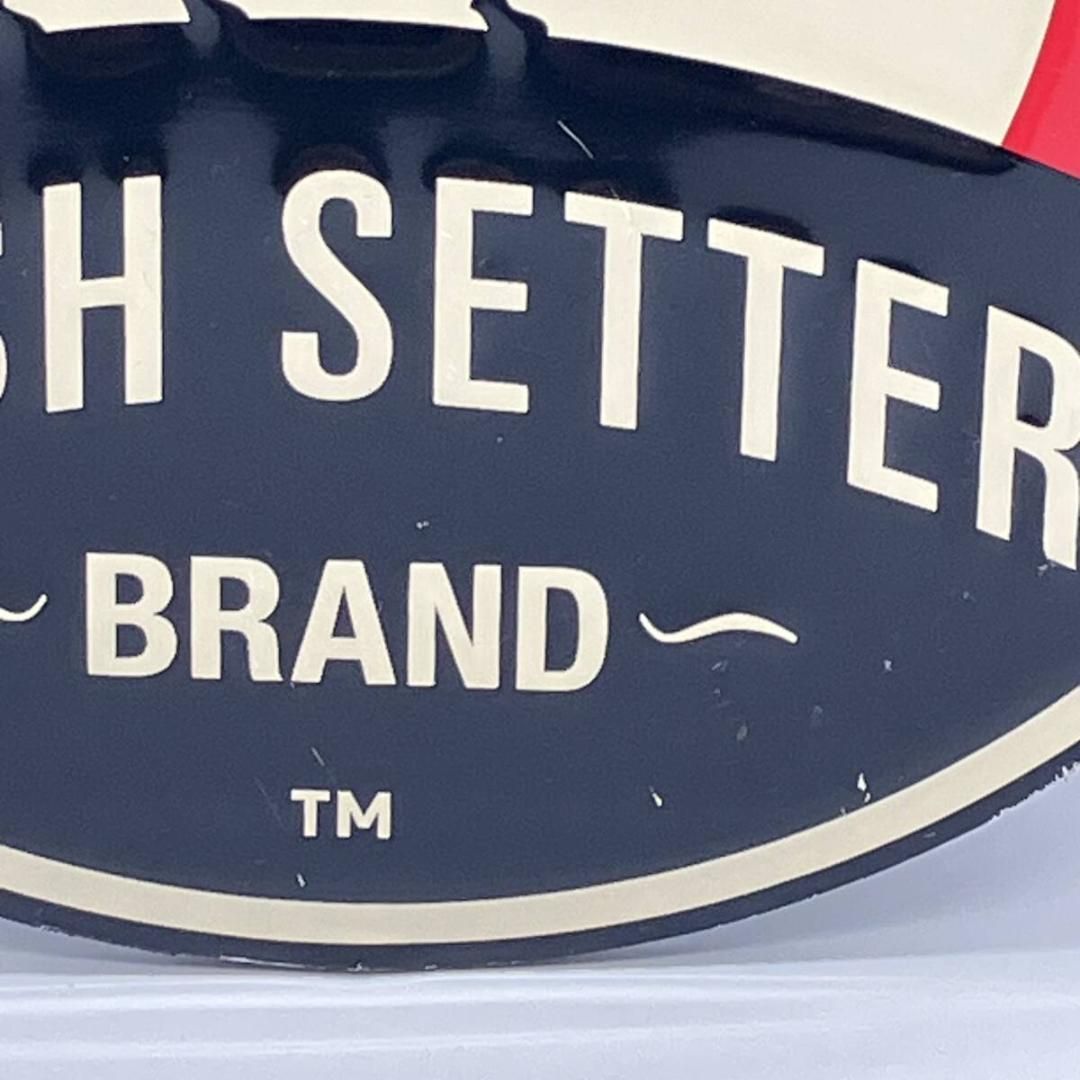 SH SETTER
~ BRAND ~
TM